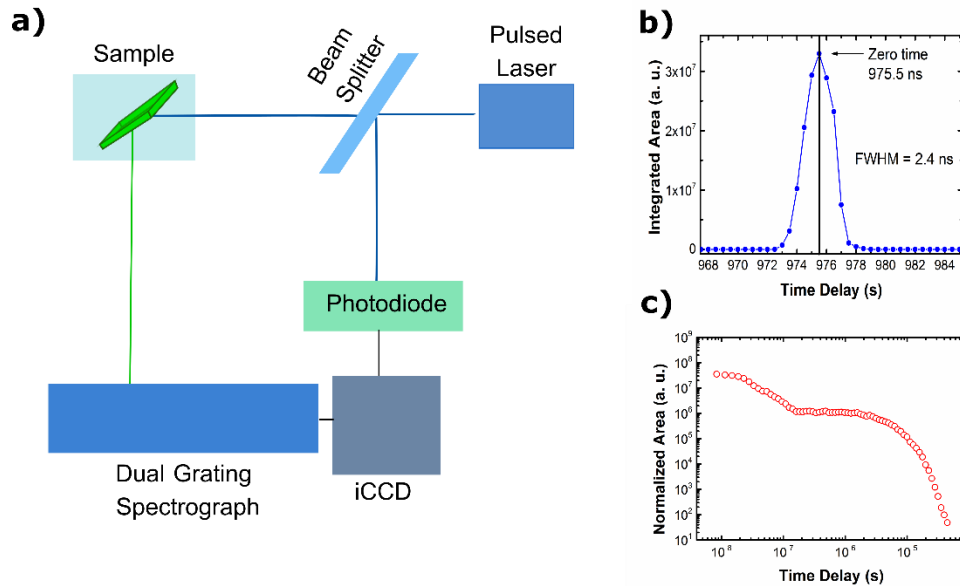 a)
Sample
Beam
Splitter
Pulsed
Laser
Photodiode
Dual Grating
Spectrograph
iCCD
b)
Integrated Area (a. u.)
3x10⁷
2x10⁷
1x10⁷
0
Zero time
975.5 ns
FWHM = 2.4 ns
968 970 972 974 976 978 980 982 984
Time Delay (s)
c)
Normalized Area (a. u.)
10⁹
10⁸
10⁷
10⁶
10⁵
10⁴
10³
10²
10¹
10⁸ 10⁷ 10⁶ 10⁵
Time Delay (s)